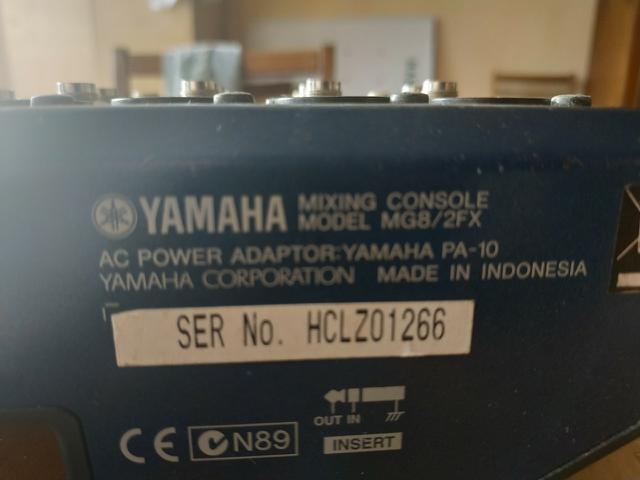 YAMAHA MIXING CONSOLE
MODEL MG8/2FX
AC POWER ADAPTOR:YAMAHA PA-10
YAMAHA CORPORATION MADE IN INDONESIA
SER No. HCLZ01266
OUT IN
CE N89 INSERT